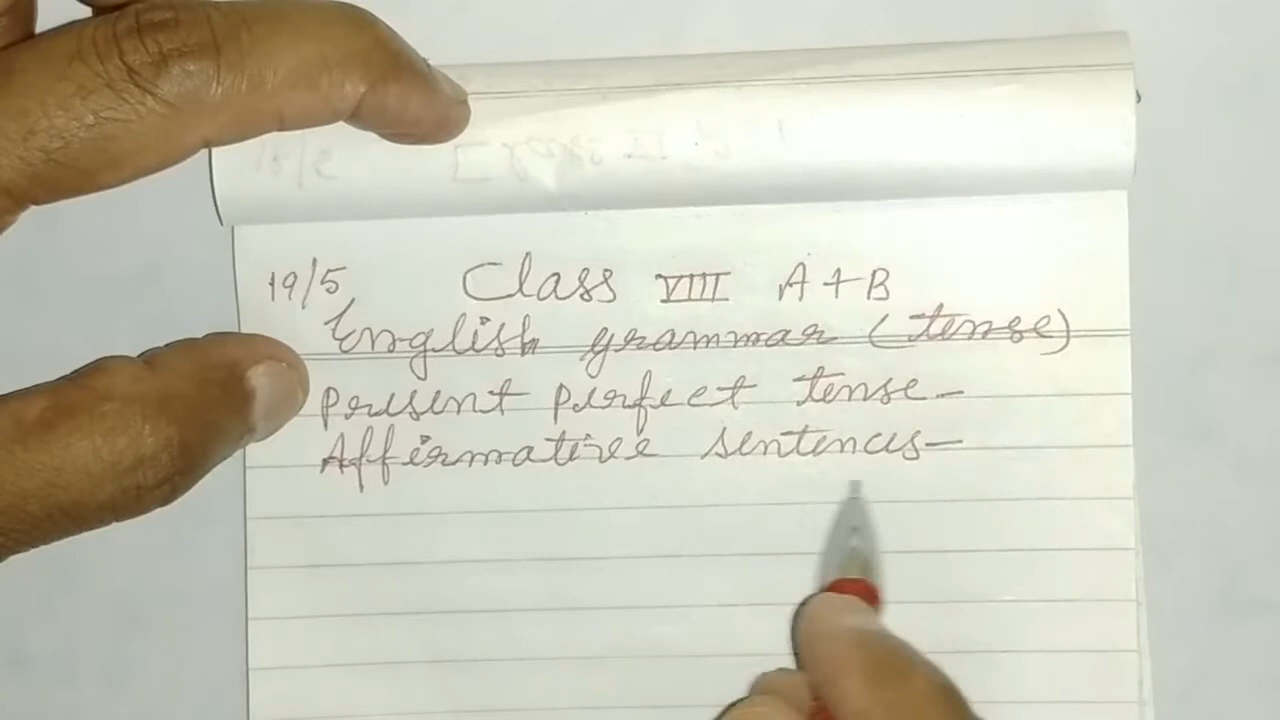 19/5 Class VIII A+B
English grammar (tense)
Present perfect tense-
Affirmative sentences-